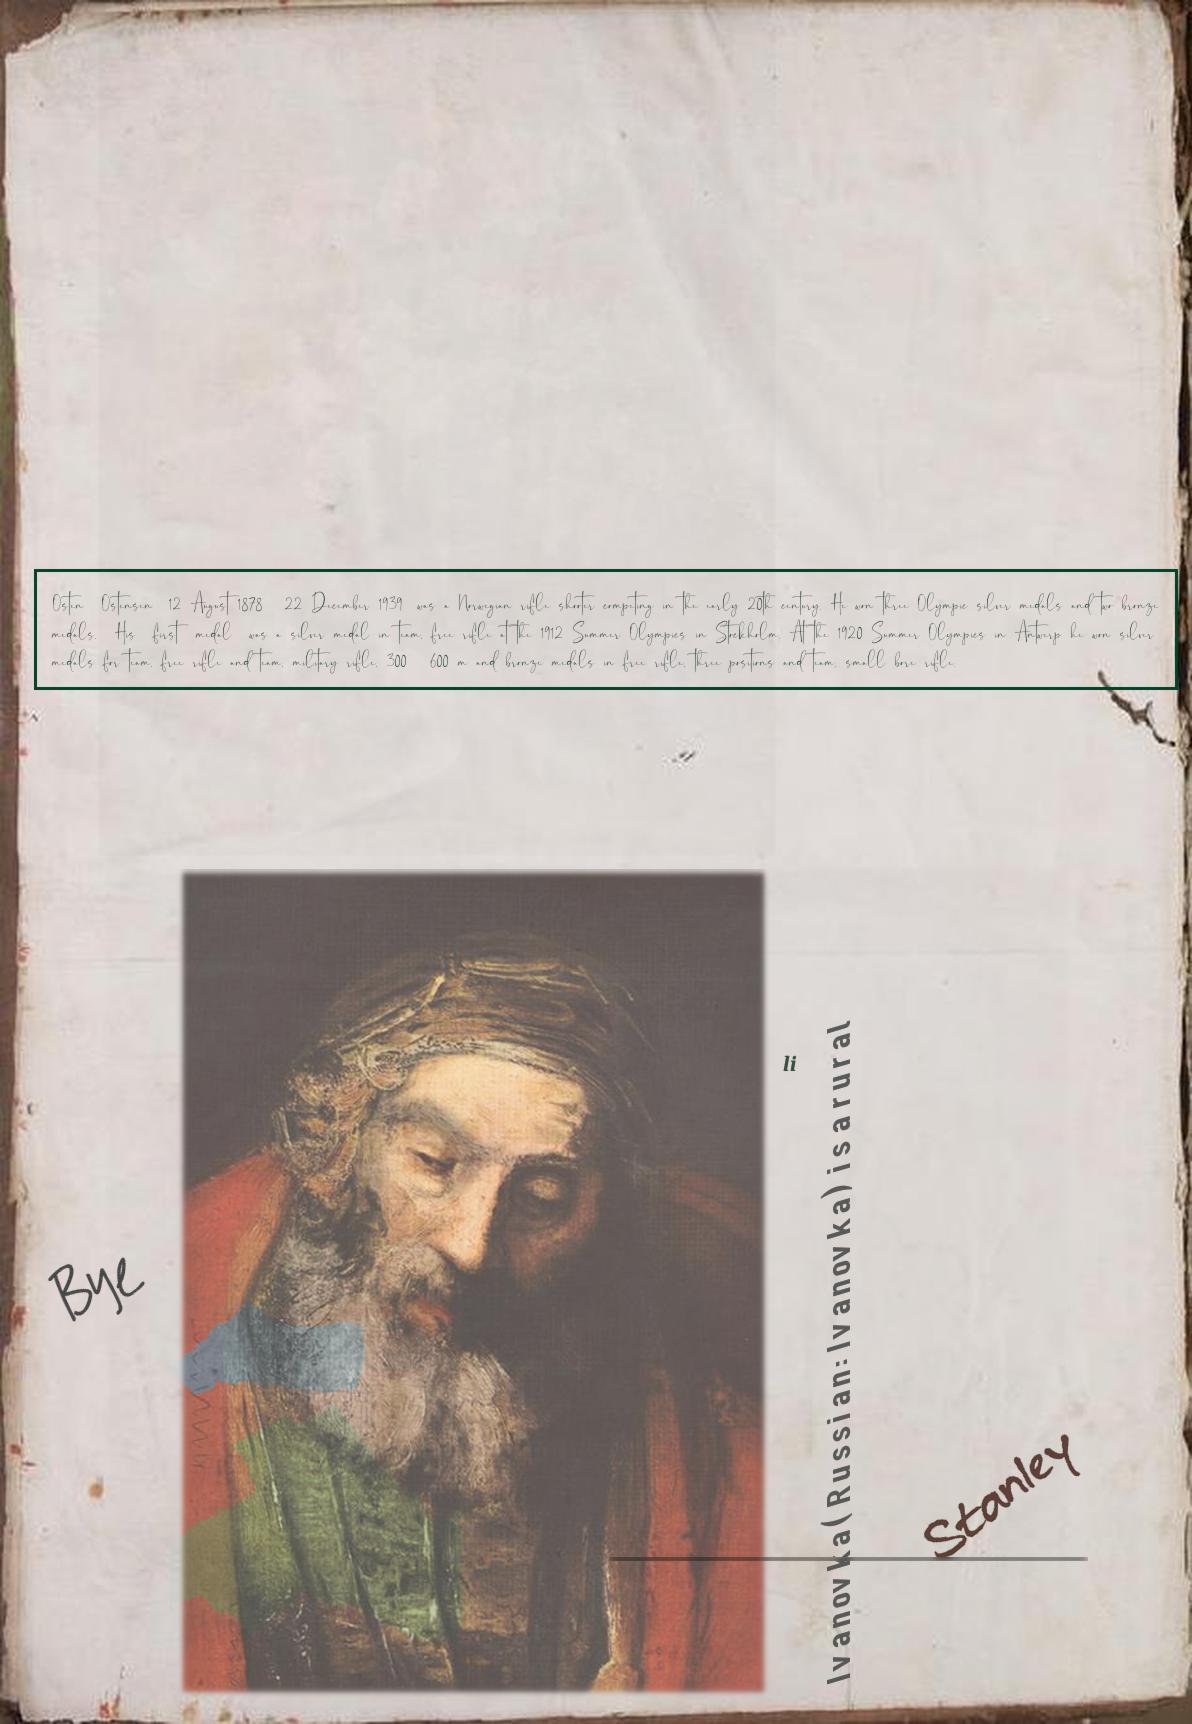 Osten Ostensen 12 August 1878 22 December 1939 was a Norwegian rifle shooter competing in the early 20th century. He won three Olympic silver medals and two bronze
medals. His first medal was a silver medal in team, free rifle at the 1912 Summer Olympics in Stockholm. At the 1920 Summer Olympics in Antwerp he won silver
medals for team free rifle and team, military rifle, 300 600 m and bronze medals in free rifle, three positions and team, small bore rifle.
li
Ivanovka (Russian: Ivanovka) is a rural
Bye
Stanley